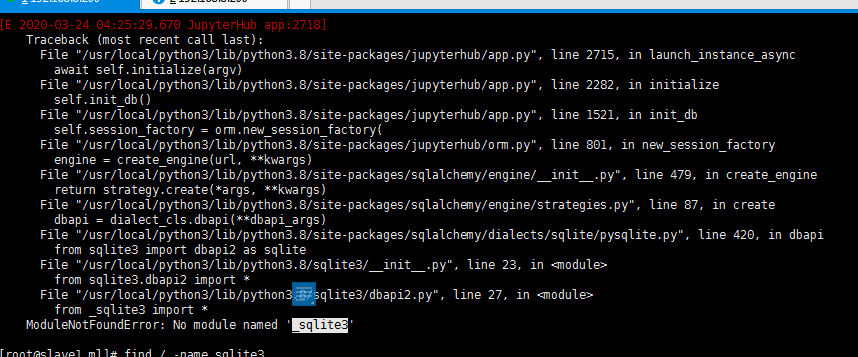 [E 2020-03-24 04:25:29.670 JupyterHub app:2718]
Traceback (most recent call last):
File "/usr/local/python3/lib/python3.8/site-packages/jupyterhub/app.py", line 2715, in launch_instance_async
await self.initialize(argv)
File "/usr/local/python3/lib/python3.8/site-packages/jupyterhub/app.py", line 2282, in initialize
self.init_db()
File "/usr/local/python3/lib/python3.8/site-packages/jupyterhub/app.py", line 1521, in init_db
self.session_factory = orm.new_session_factory(
File "/usr/local/python3/lib/python3.8/site-packages/jupyterhub/orm.py", line 801, in new_session_factory
engine = create_engine(url, **kwargs)
File "/usr/local/python3/lib/python3.8/site-packages/sqlalchemy/engine/__init__.py", line 479, in create_engine
return strategy.create(*args, **kwargs)
File "/usr/local/python3/lib/python3.8/site-packages/sqlalchemy/engine/strategies.py", line 87, in create
dbapi = dialect_cls.dbapi(**dbapi_args)
File "/usr/local/python3/lib/python3.8/site-packages/sqlalchemy/dialects/sqlite/pysqlite.py", line 420, in dbapi
from sqlite3 import dbapi2 as sqlite
File "/usr/local/python3/lib/python3.8/sqlite3/__init__.py", line 23, in <module>
from sqlite3.dbapi2 import *
File "/usr/local/python3/lib/python3.8/sqlite3/dbapi2.py", line 27, in <module>
from _sqlite3 import *
ModuleNotFoundError: No module named '_sqlite3'
[root@slave1 ml]# find / -name sqlite3